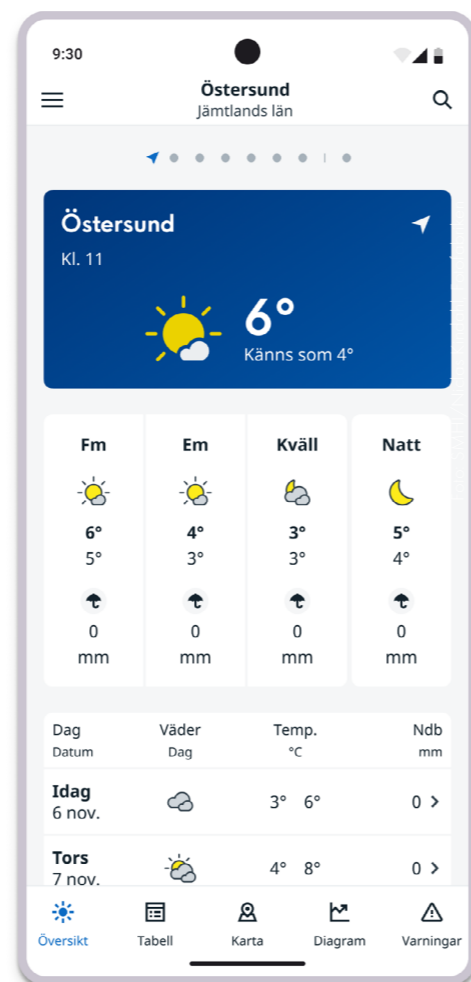 9:30
Östersund
Jämtlands län
Östersund
Kl. 11
6°
Känns som 4°
Fm Em Kväll Natt
6° 4° 3° 5°
5° 3° 3° 4°
0 0 0 0
mm mm mm mm
Dag Väder Temp. Ndb
Datum Dag °C mm
Idag
6 nov. 3° 6° 0
Tors
7 nov. 4° 8° 0
Översikt Tabell Karta Diagram Varningar